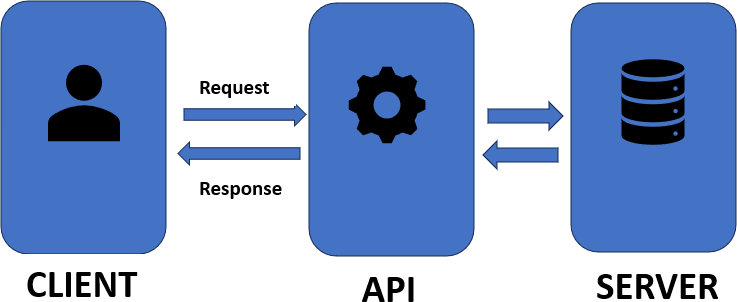 Request
Response
CLIENT
API
SERVER